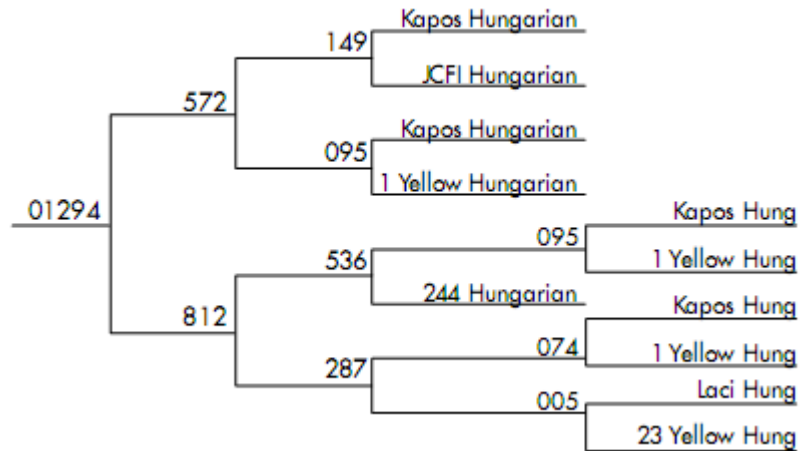 Kapos Hungarian
149
JCFI Hungarian
572
Kapos Hungarian
095
1 Yellow Hungarian
01294
Kapos Hung
095
536
1 Yellow Hung
244 Hungarian
Kapos Hung
812
074
1 Yellow Hung
287
Laci Hung
005
23 Yellow Hung